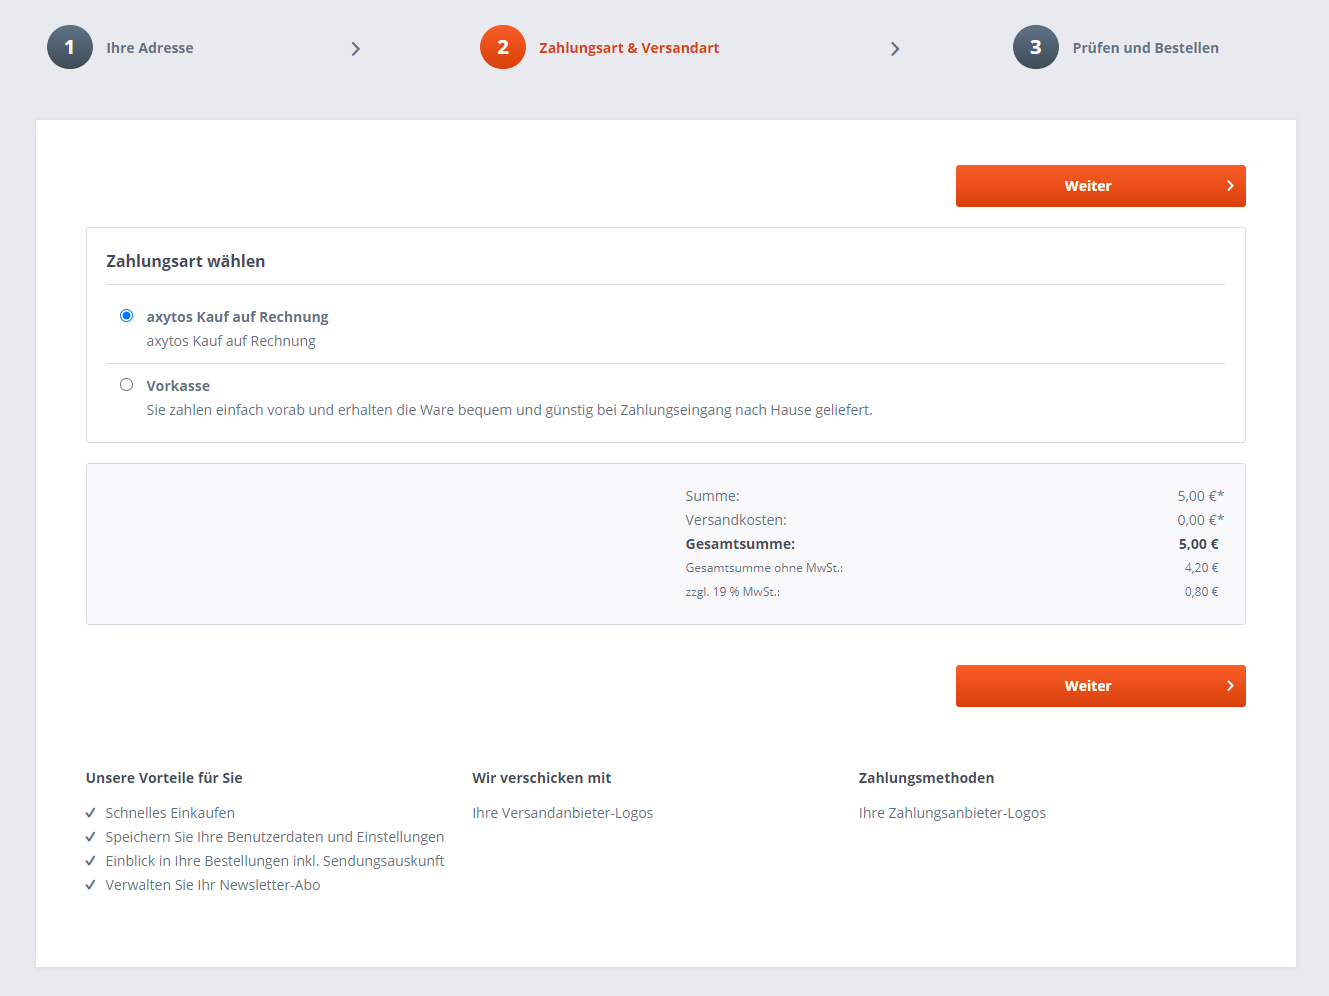 1 Ihre Adresse
2 Zahlungsart & Versandart
3 Prüfen und Bestellen
Weiter
Zahlungsart wählen
axytos Kauf auf Rechnung
axytos Kauf auf Rechnung
Vorkasse
Sie zahlen einfach vorab und erhalten die Ware bequem und günstig bei Zahlungseingang nach Hause geliefert.
Summe: 5,00 €*
Versandkosten: 0,00 €*
Gesamtsumme: 5,00 €
Gesamtsumme ohne MwSt.: 4,20 €
zzgl. 19 % MwSt.: 0,80 €
Weiter
Unsere Vorteile für Sie
Schnelles Einkaufen
Speichern Sie Ihre Benutzerdaten und Einstellungen
Einblick in Ihre Bestellungen inkl. Sendungsauskunft
Verwalten Sie Ihr Newsletter-Abo
Wir verschicken mit
Ihre Versandanbieter-Logos
Zahlungsmethoden
Ihre Zahlungsanbieter-Logos